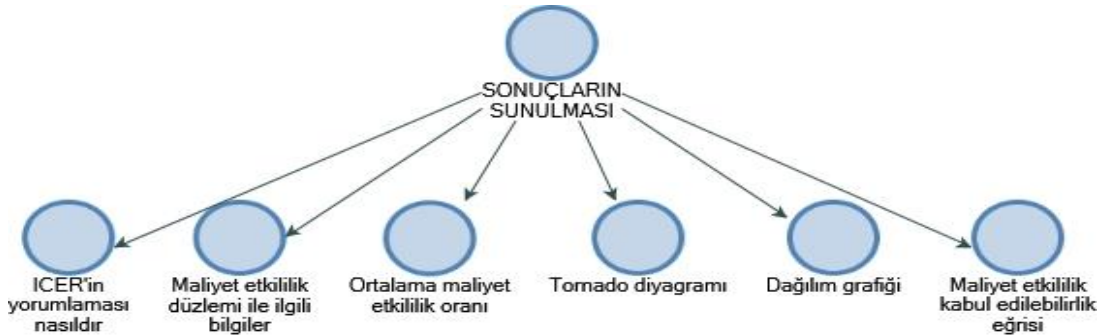 SONUÇLARIN
SUNULMASI
ICER'in
yorumlaması
nasıldır
Maliyet etkililik
düzlemi ile ilgili
bilgiler
Ortalama maliyet
etkililik oranı
Tornado diyagramı
Dağılım grafiği
Maliyet etkililik
kabul edilebilirlik
eğrisi